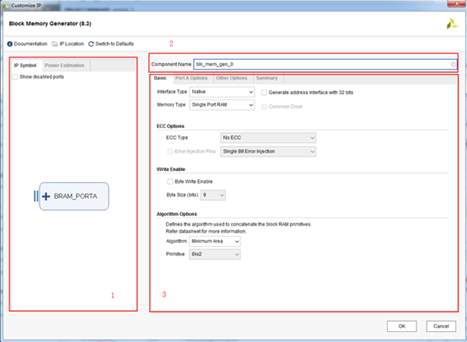 Customize IP
Block Memory Generator (8.3)
Documentation IP Location Switch to Defaults
2
IP Symbol Power Estimation
Show disabled ports
BRAM_PORTA
1
Component Name blk_mem_gen_0
Basic Port A Options Other Options Summary
Interface Type Native Generate address interface with 32 bits
Memory Type Single Port RAM Common Clock
ECC Options
ECC Type No ECC
Error Injection Pins Single Bit Error Injection
Write Enable
Byte Write Enable
Byte Size (bits) 9
Algorithm Options
Defines the algorithm used to concatenate the block RAM primitives.
Refer datasheet for more information.
Algorithm Minimum Area
Primitive 8kx2
3
OK Cancel